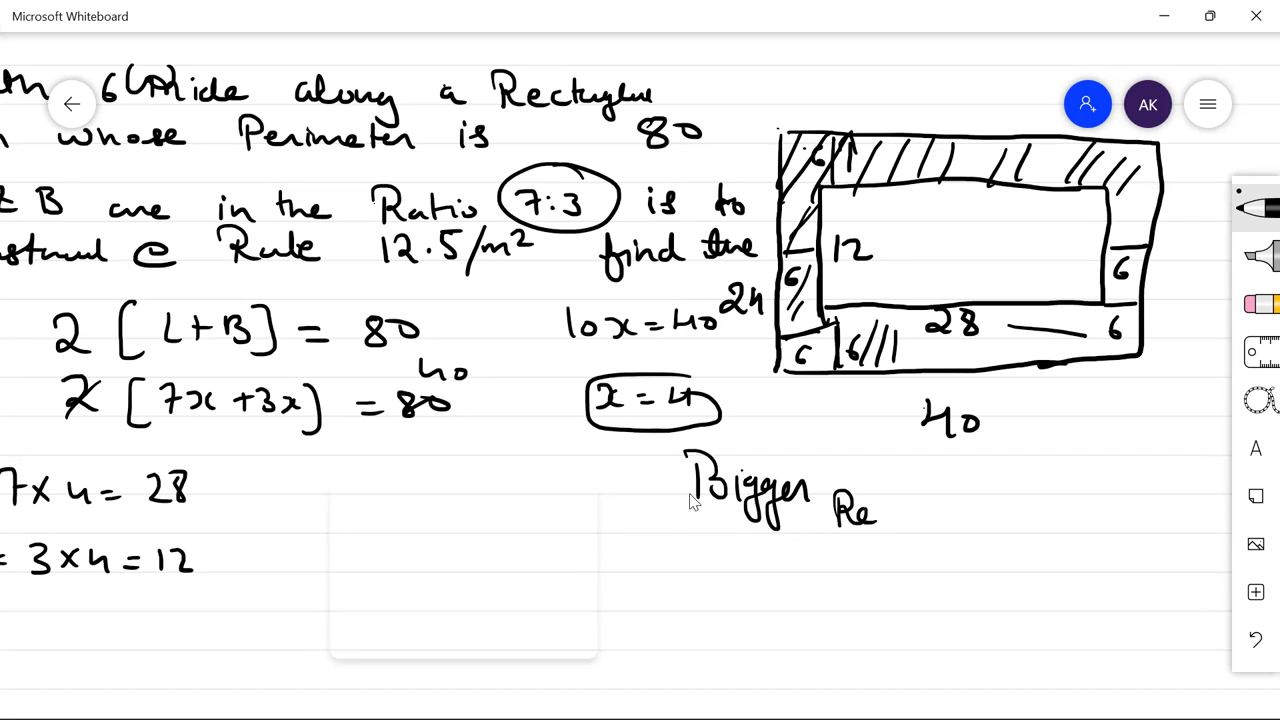 Microsoft Whiteboard
6 wide along a Rectangular
whose Perimeter is 80
AK
& B are in the Ratio 7:3 is to
@ Rate 12.5/m² find the
2 [L+B] = 80
10x = 40
x = 4
2 [7x +3x] = 80
40
7 x 4 = 28
= 3 x 4 = 12
6
12
6
6
24
28
6
6
6
40
Bigger Re
A